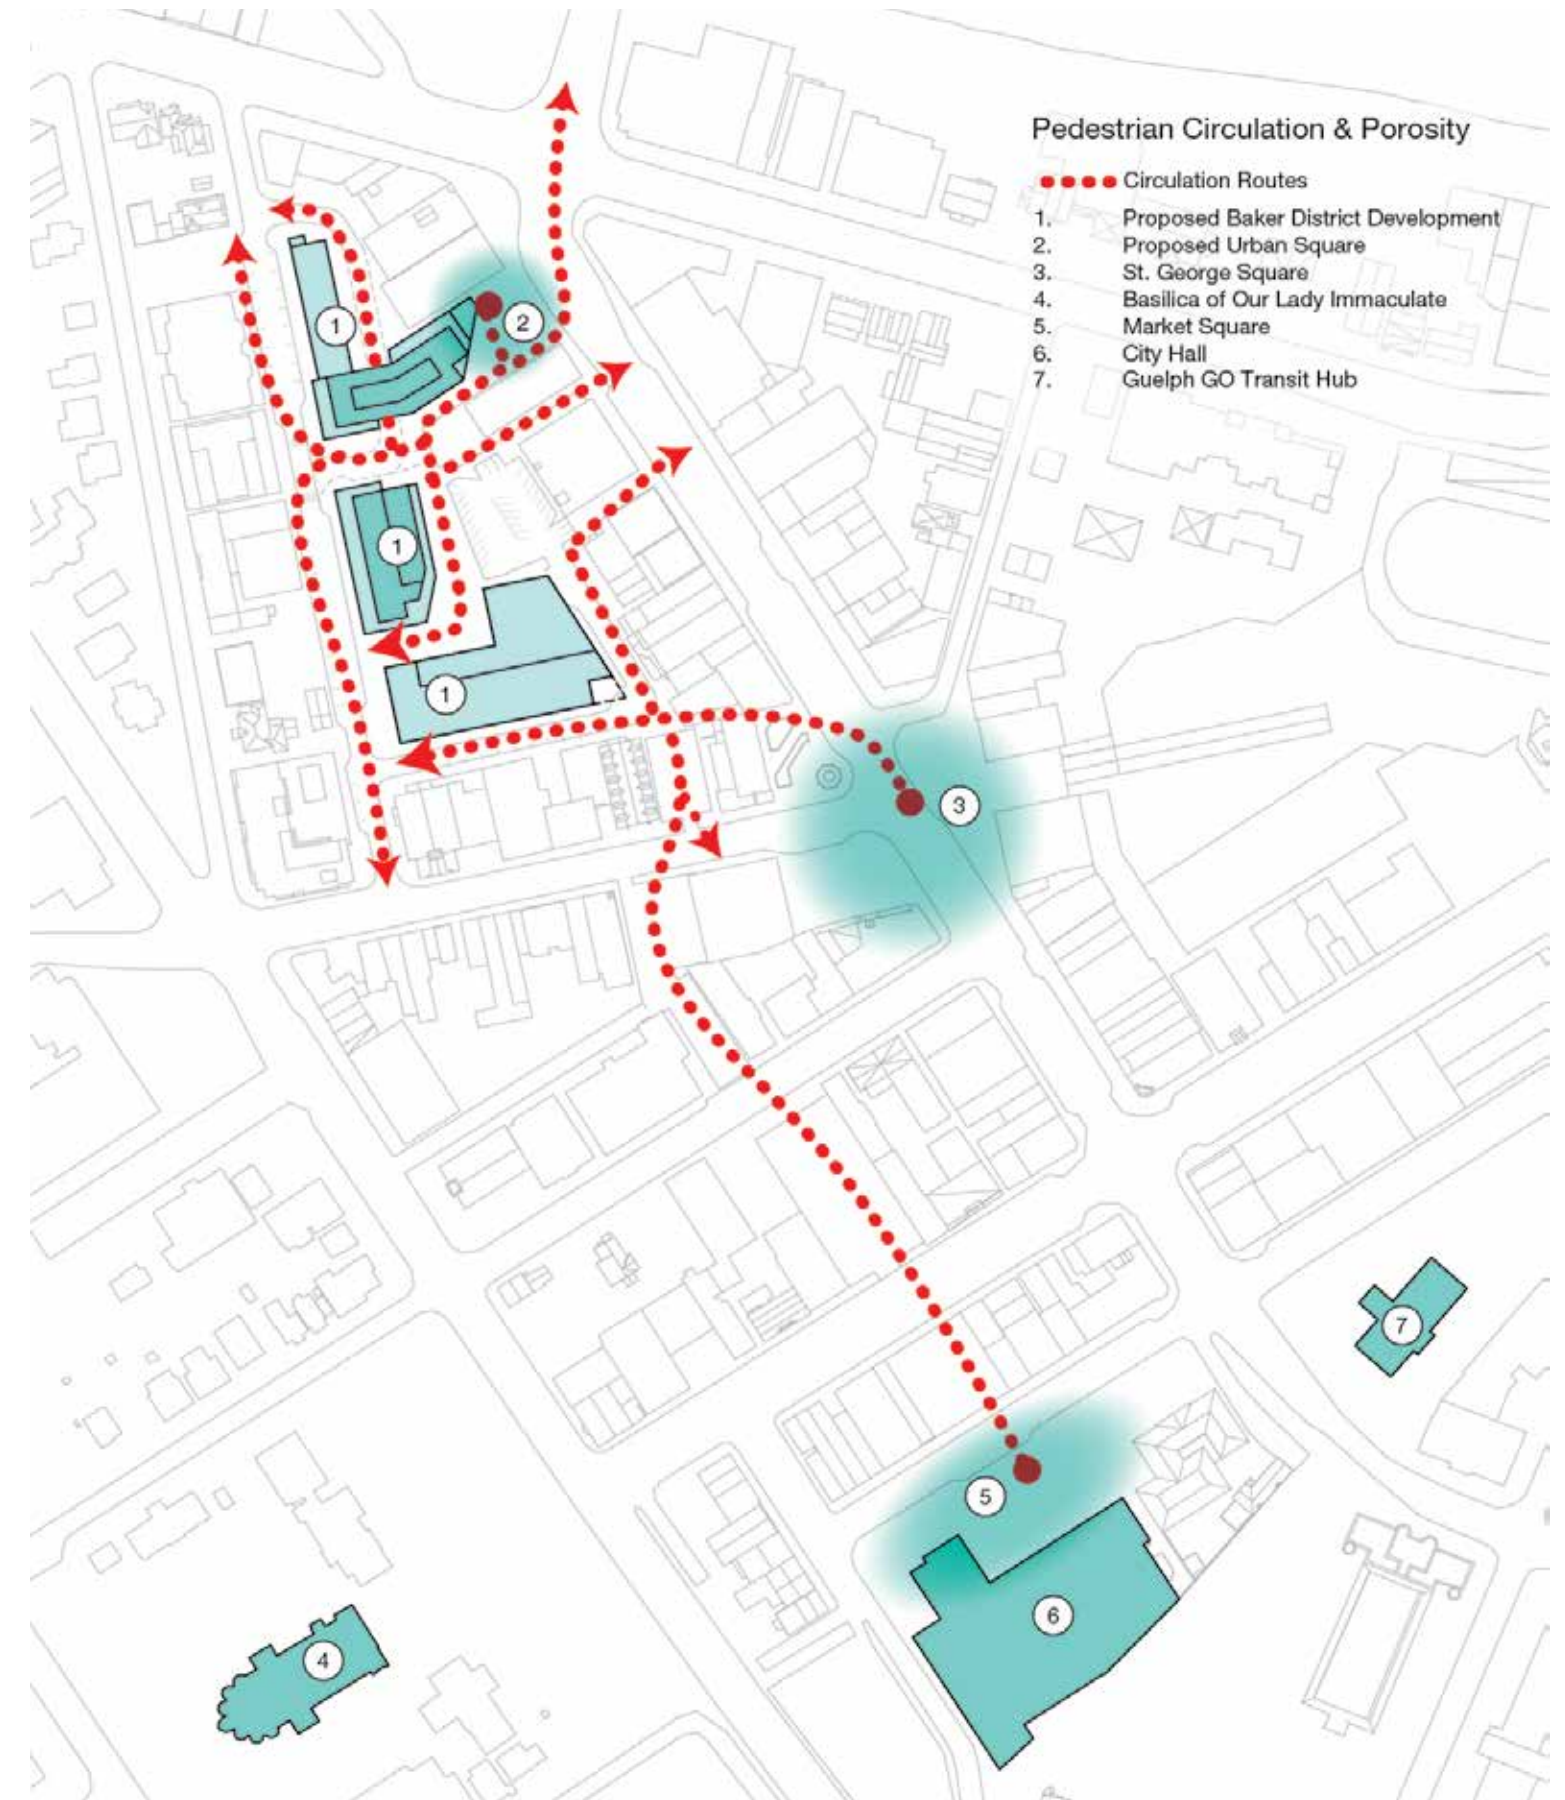 Pedestrian Circulation & Porosity
Circulation Routes
1. Proposed Baker District Development
2. Proposed Urban Square
3. St. George Square
4. Basilica of Our Lady Immaculate
5. Market Square
6. City Hall
7. Guelph GO Transit Hub
1
2
1
1
3
7
5
6
4